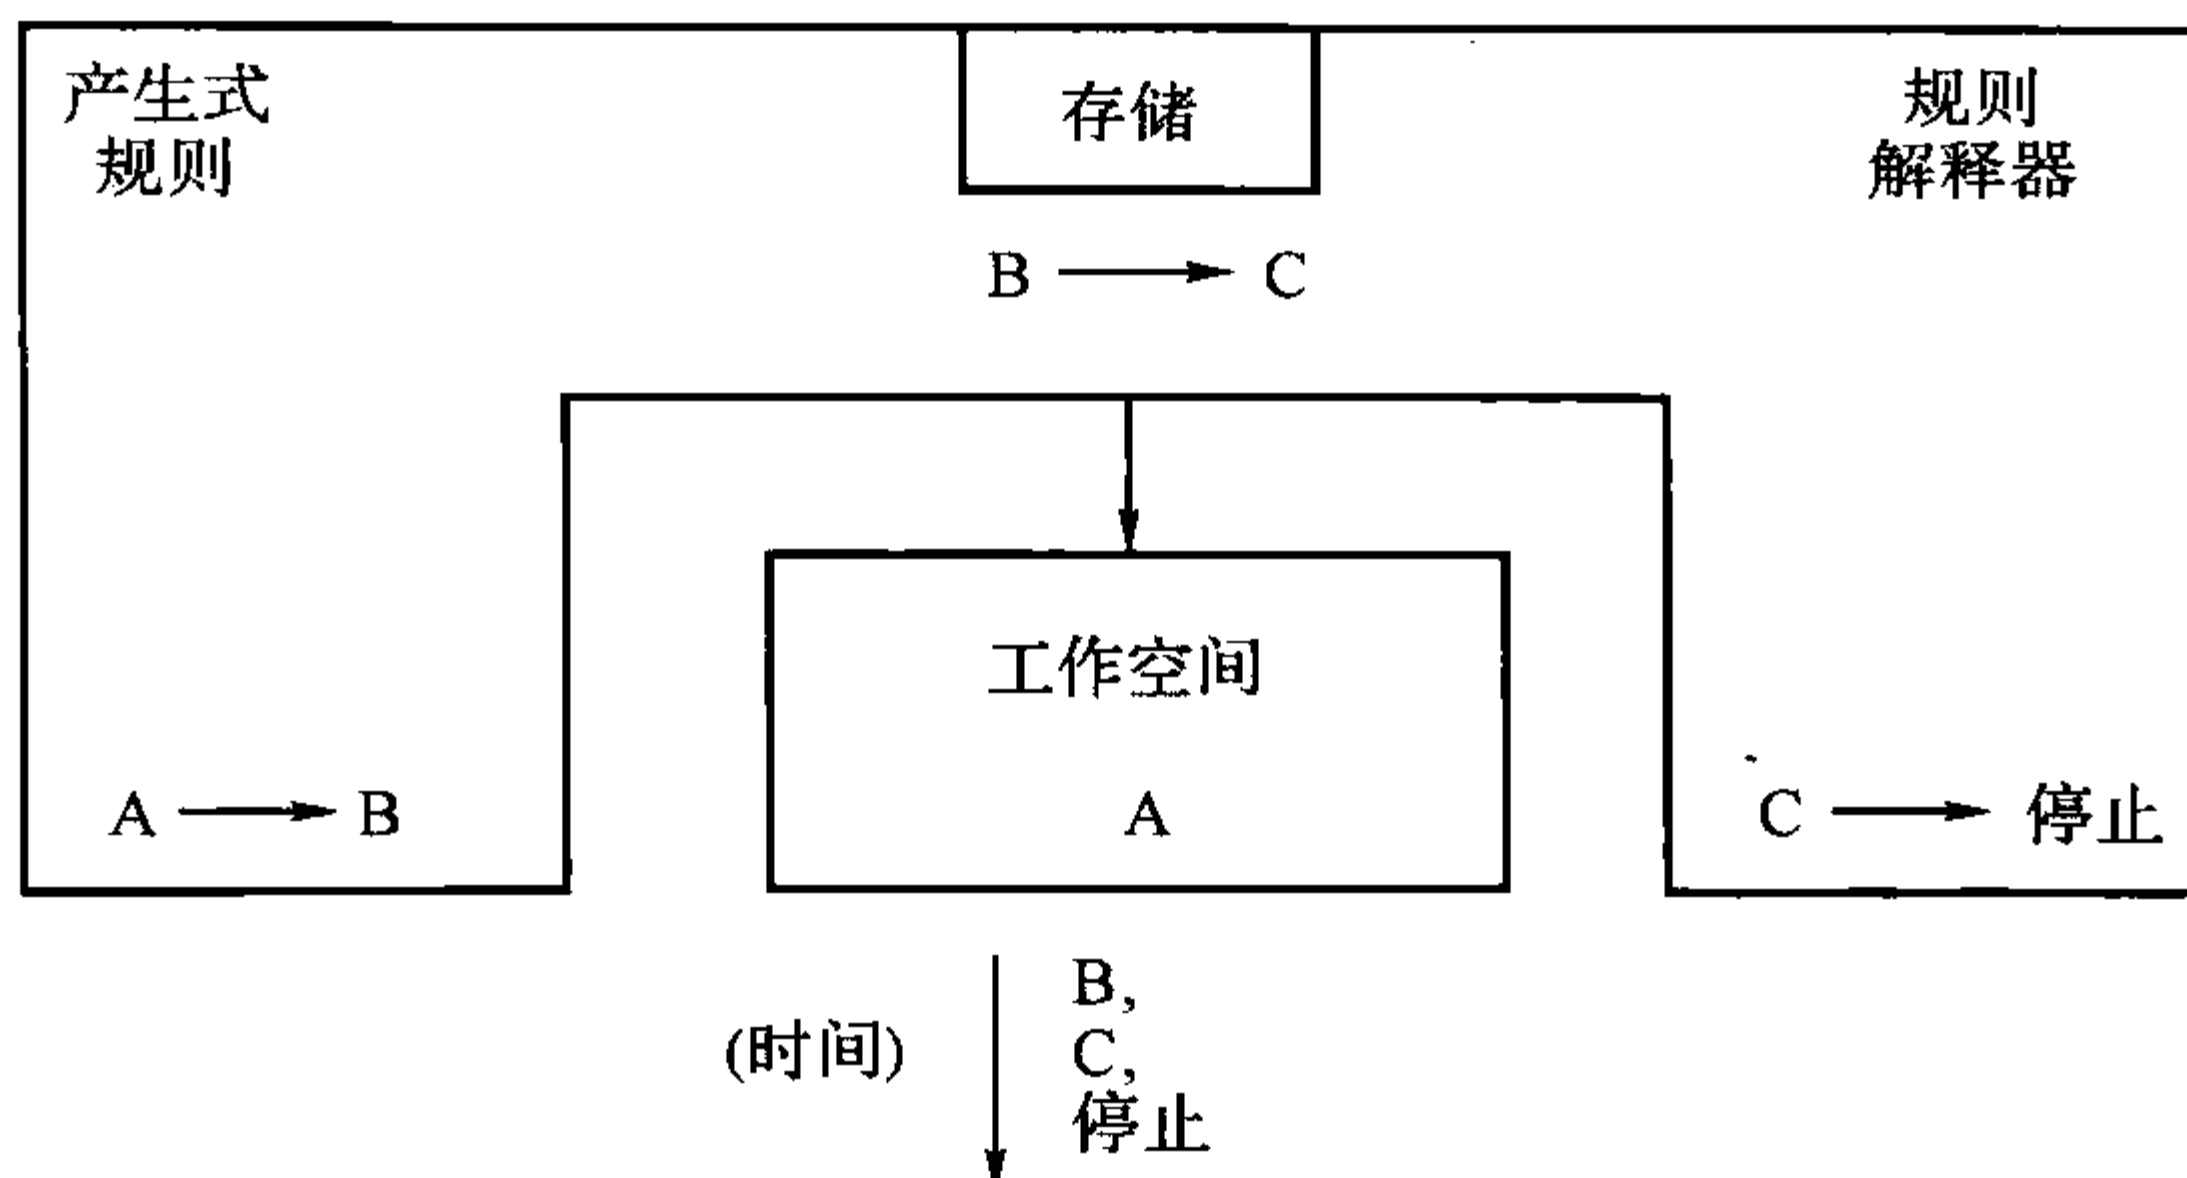 产生式
规则
存储
规则
解释器
B → C
工作空间
A → B
A
C → 停止
(时间)
B,
C,
停止